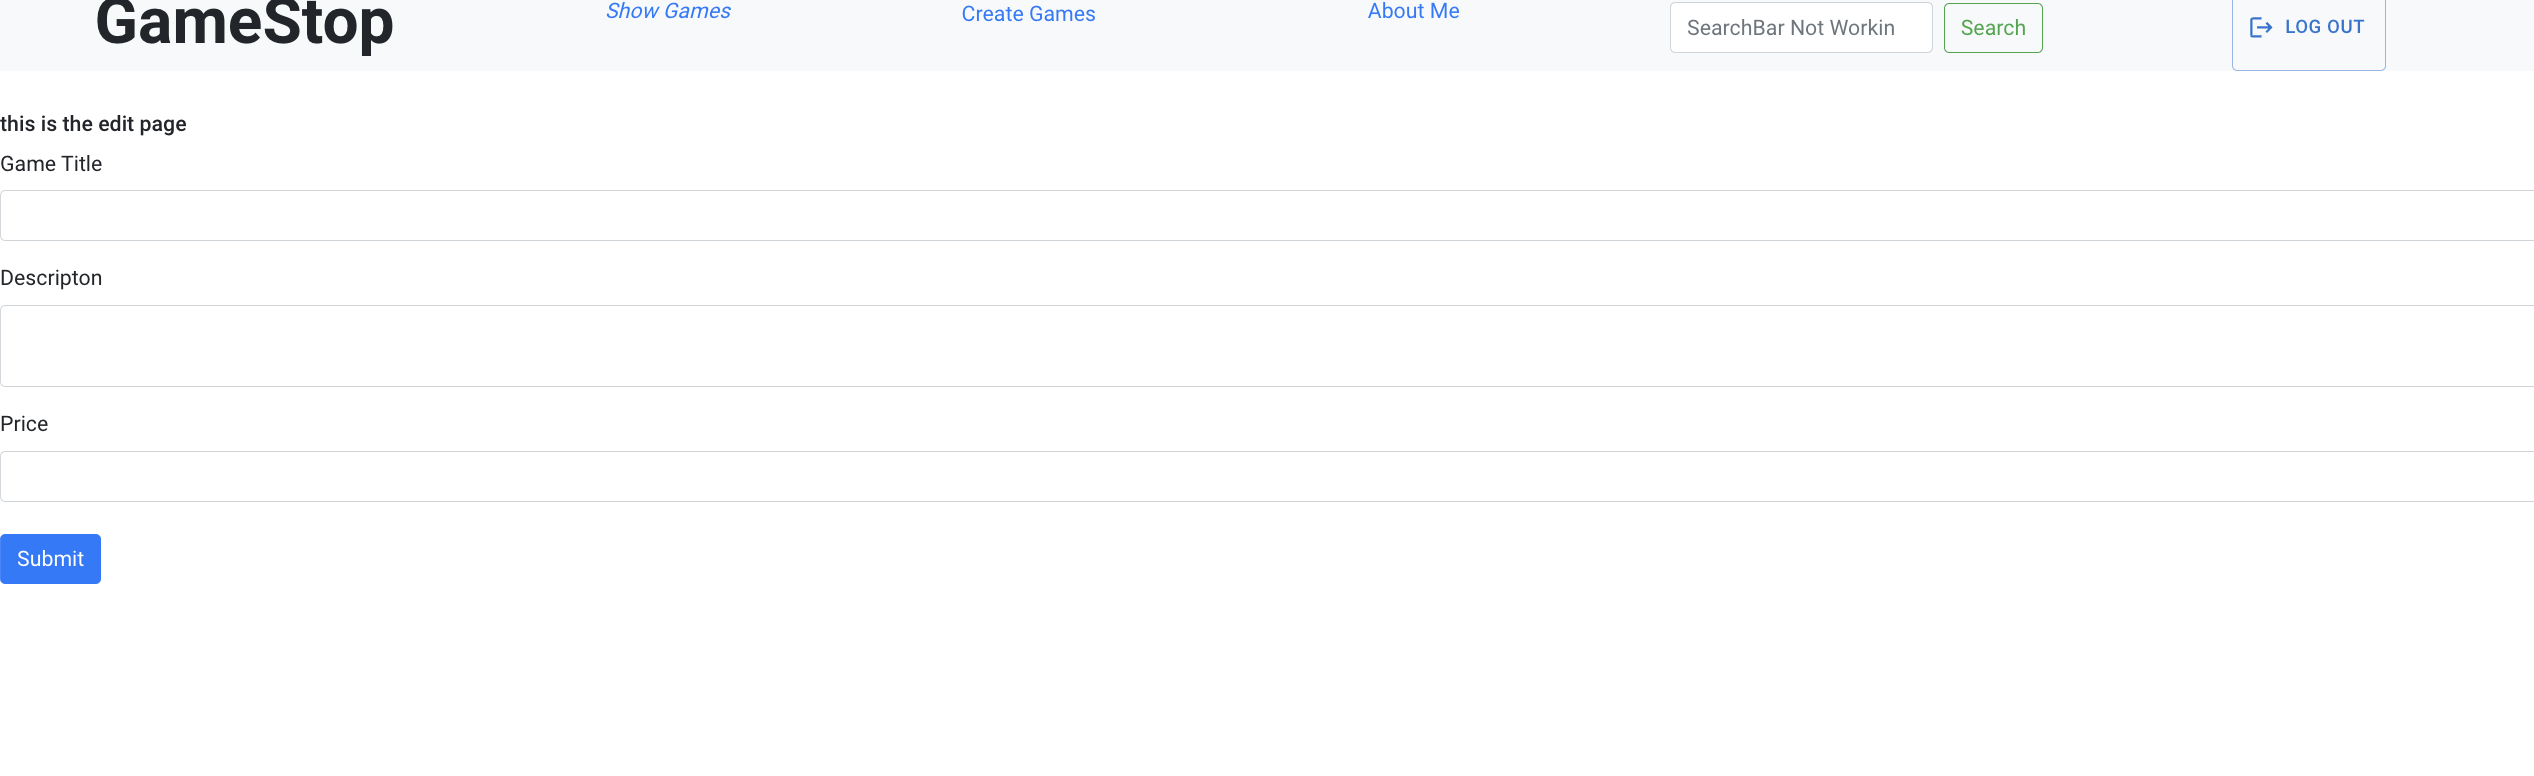 GameStop
Show Games
Create Games
About Me
SearchBar Not Workin
Search
LOG OUT
this is the edit page
Game Title
Descripton
Price
Submit